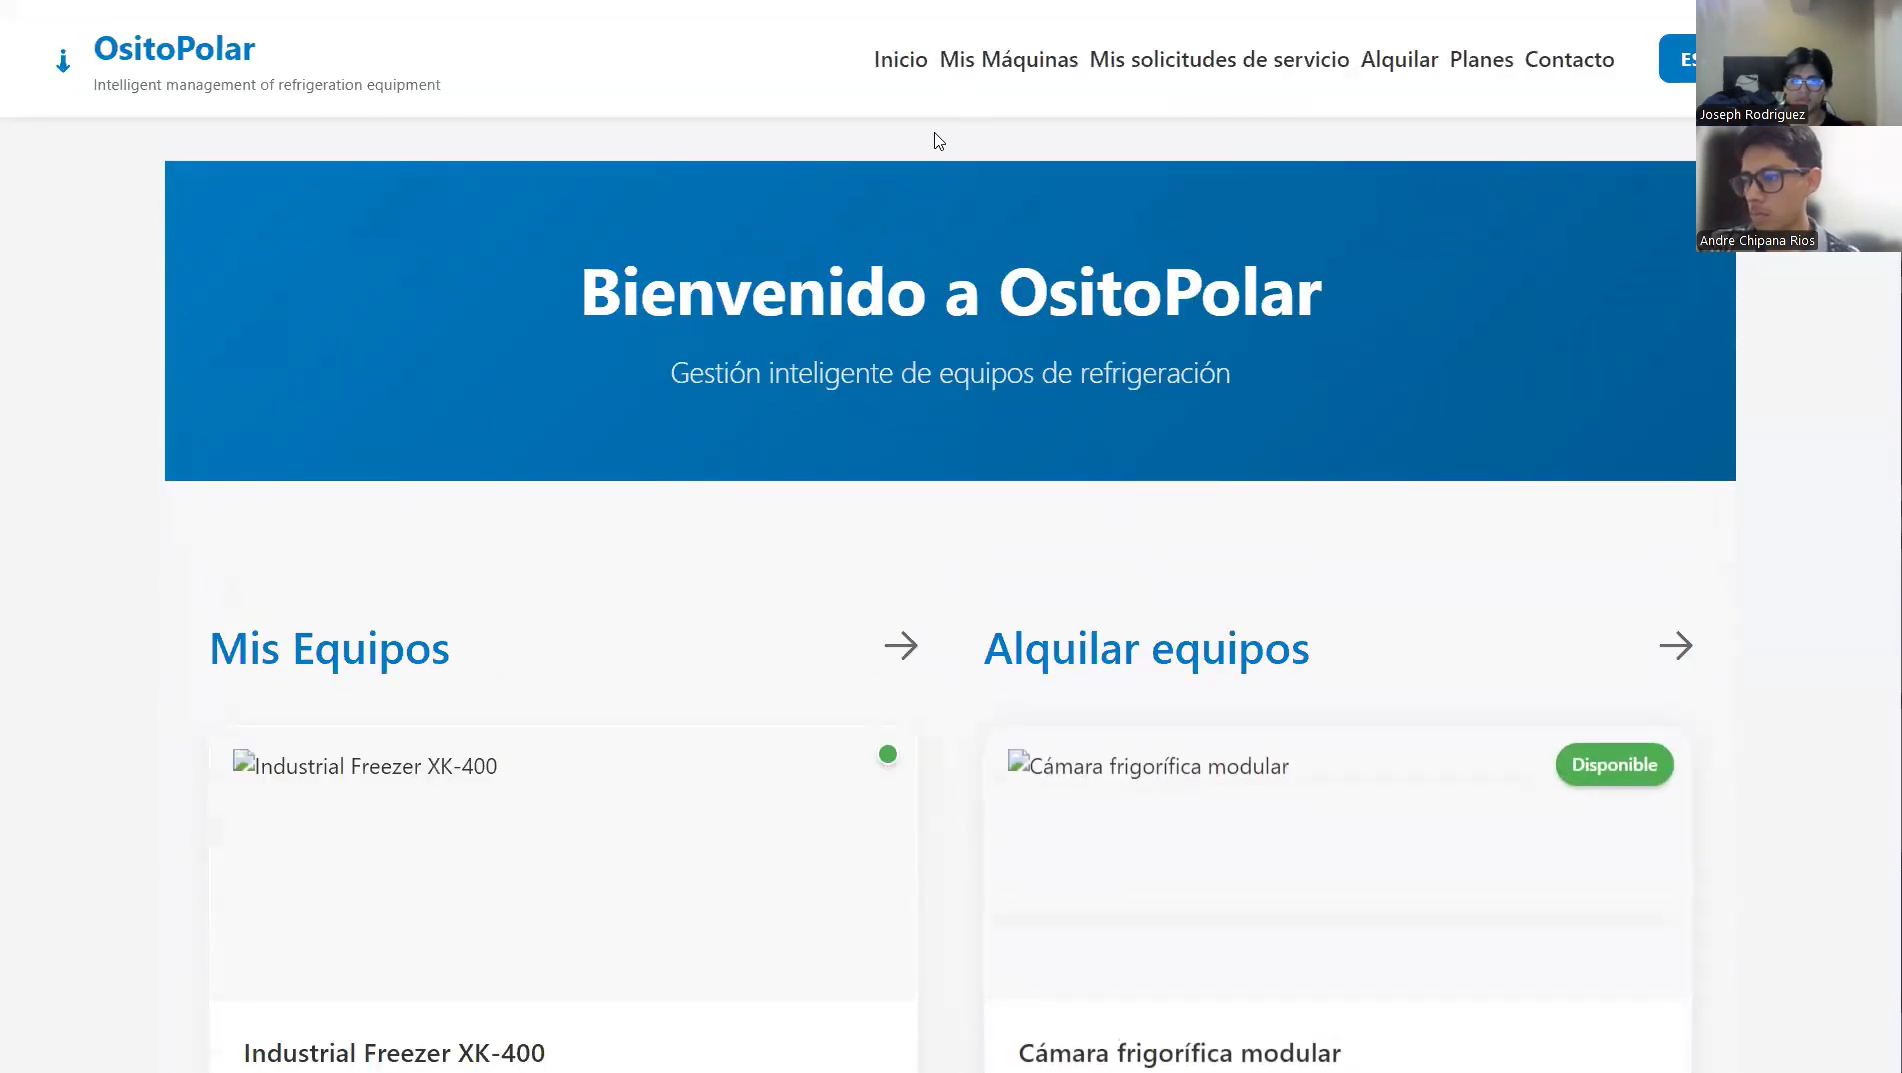 OsitoPolar
Intelligent management of refrigeration equipment
Inicio Mis Máquinas Mis solicitudes de servicio Alquilar Planes Contacto
ES
Joseph Rodriguez
Andre Chipana Rios
Bienvenido a OsitoPolar
Gestión inteligente de equipos de refrigeración
Mis Equipos
Alquilar equipos
Industrial Freezer XK-400
Cámara frigorífica modular
Disponible
Industrial Freezer XK-400
Cámara frigorífica modular